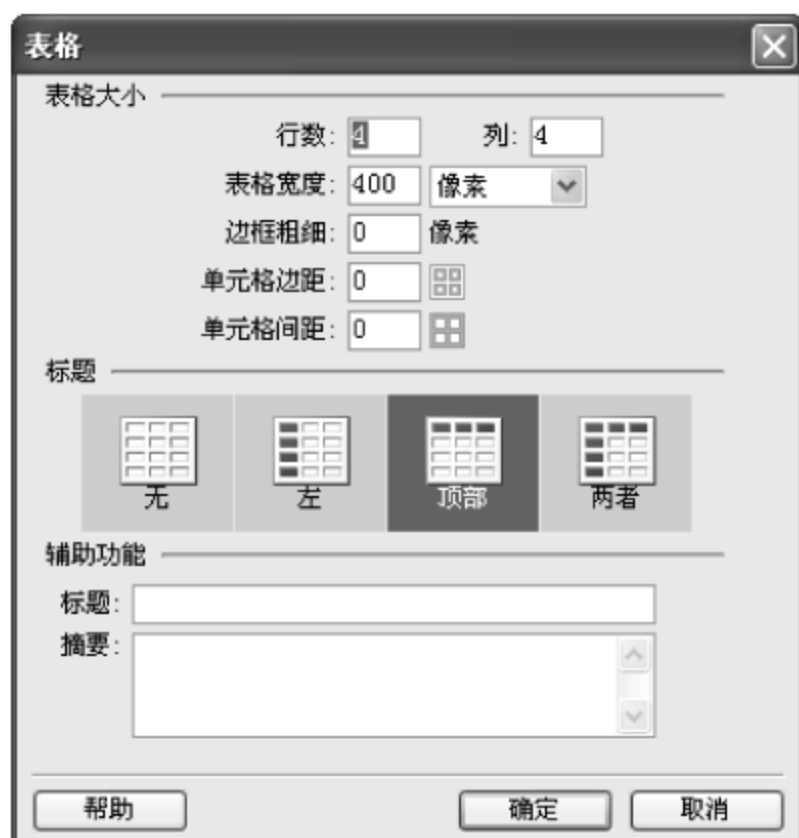 表格
表格大小
行数: 4 列: 4
表格宽度: 400 像素
边框粗细: 0 像素
单元格边距: 0
单元格间距: 0
标题
无 左 顶部 两者
辅助功能
标题:
摘要:
帮助 确定 取消